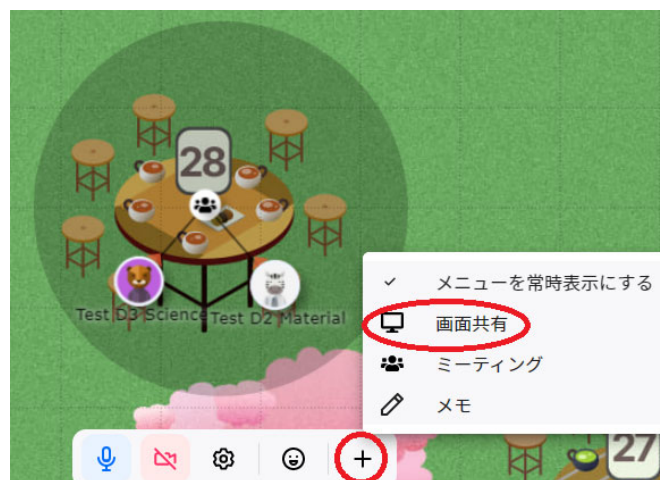 28
Test D3 Science
Test D2 Material
メニューを常時表示にする
画面共有
ミーティング
メモ
27